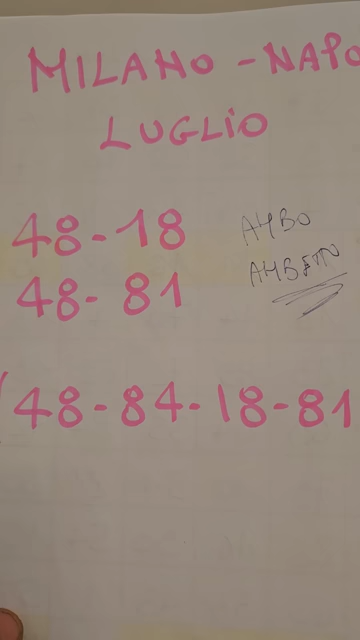 MILANO - NAPO
LUGLIO
48-18
AMBO
48-81
AMBETTO
48-84-18-81